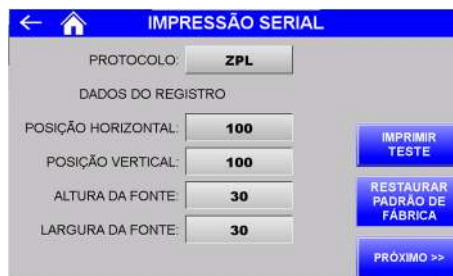 IMPRESSÃO SERIAL
PROTOCOLO: ZPL
DADOS DO REGISTRO
POSIÇÃO HORIZONTAL: 100
POSIÇÃO VERTICAL: 100
ALTURA DA FONTE: 30
LARGURA DA FONTE: 30
IMPRIMIR
TESTE
RESTAURAR
PADRÃO DE
FÁBRICA
PRÓXIMO >>